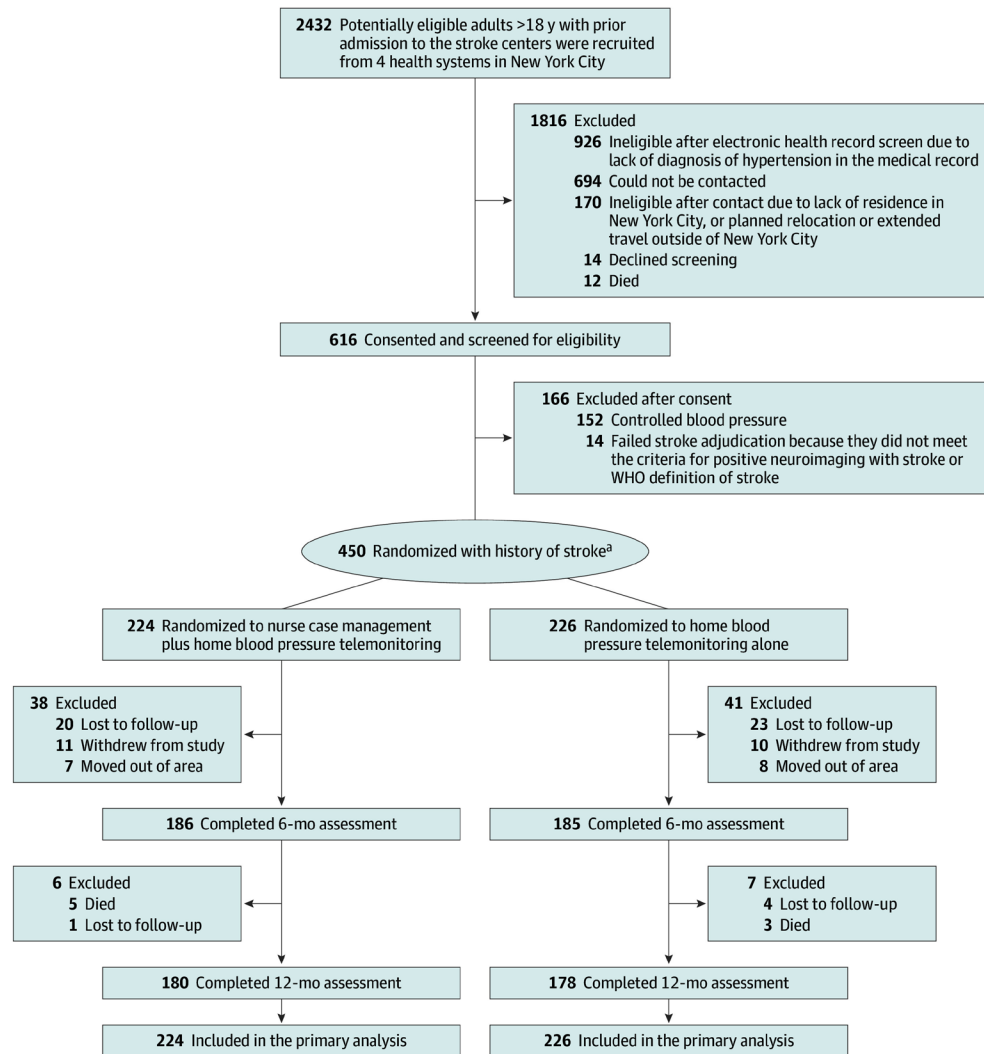 2432 Potentially eligible adults >18 y with prior
admission to the stroke centers were recruited
from 4 health systems in New York City
1816 Excluded
926 Ineligible after electronic health record screen due to
lack of diagnosis of hypertension in the medical record
694 Could not be contacted
170 Ineligible after contact due to lack of residence in
New York City, or planned relocation or extended
travel outside of New York City
14 Declined screening
12 Died
616 Consented and screened for eligibility
166 Excluded after consent
152 Controlled blood pressure
14 Failed stroke adjudication because they did not meet
the criteria for positive neuroimaging with stroke or
WHO definition of stroke
450 Randomized with history of strokeᵃ
224 Randomized to nurse case management
plus home blood pressure telemonitoring
226 Randomized to home blood
pressure telemonitoring alone
38 Excluded
20 Lost to follow-up
11 Withdrew from study
7 Moved out of area
41 Excluded
23 Lost to follow-up
10 Withdrew from study
8 Moved out of area
186 Completed 6-mo assessment
185 Completed 6-mo assessment
6 Excluded
5 Died
1 Lost to follow-up
7 Excluded
4 Lost to follow-up
3 Died
180 Completed 12-mo assessment
178 Completed 12-mo assessment
224 Included in the primary analysis
226 Included in the primary analysis